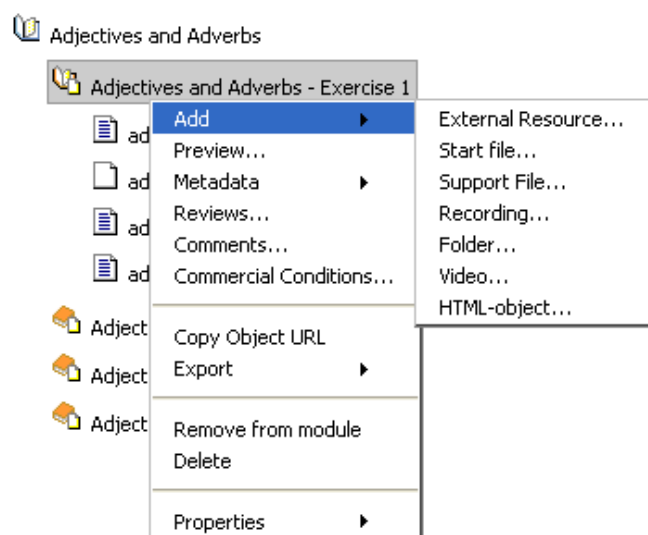 Adjectives and Adverbs
Adjectives and Adverbs - Exercise 1
ad
ad
ad
ad
Adject
Adject
Adject
Add
Preview...
Metadata
Reviews...
Comments...
Commercial Conditions...
Copy Object URL
Export
Remove from module
Delete
Properties
External Resource...
Start file...
Support File...
Recording...
Folder...
Video...
HTML-object...